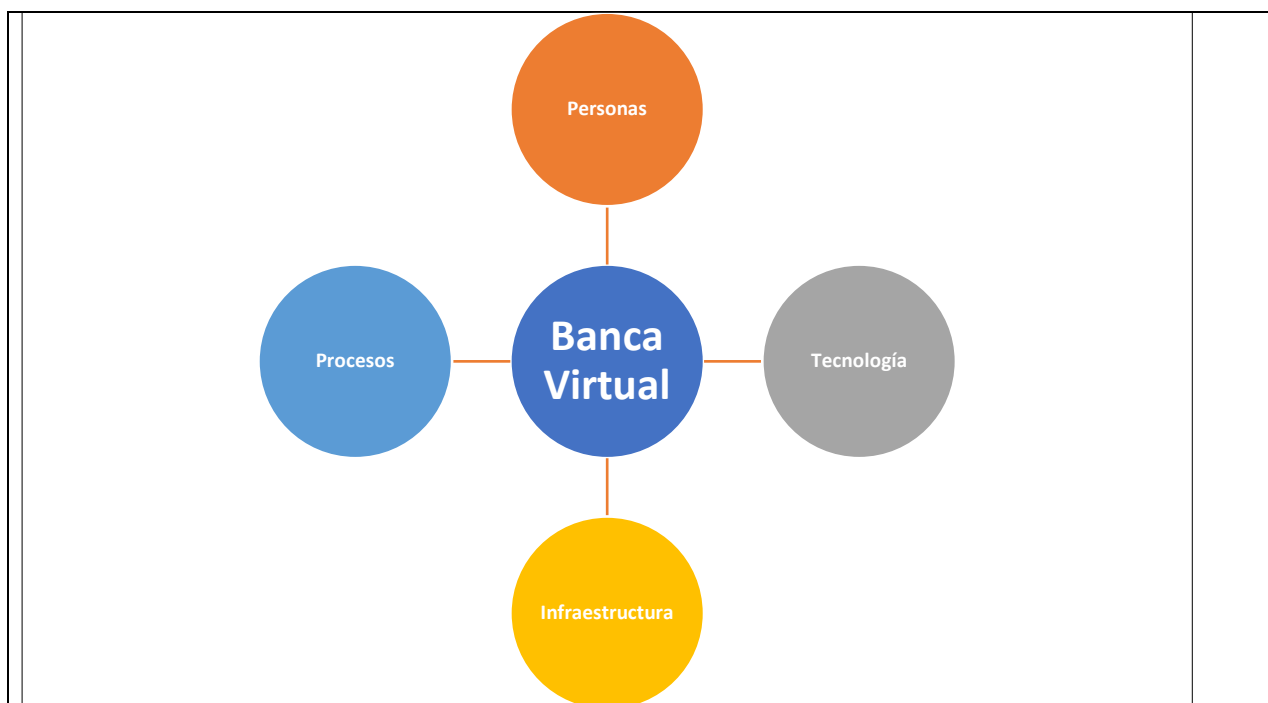 Personas
Procesos
Banca
Virtual
Tecnología
Infraestructura